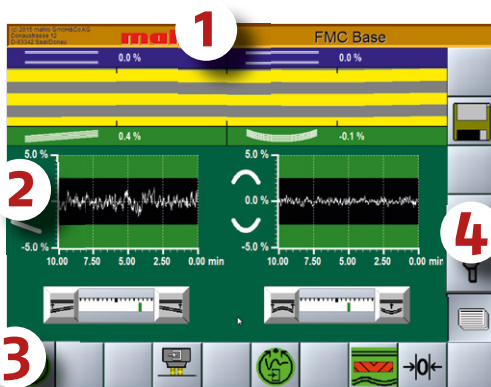 (c) 2015 mahlo GmbH&Co.KG
Donaustrasse 12
D-93342 Saal/Donau
1
FMC Base
0.0 %
0.0 %
0.4 %
-0.1 %
5.0 %
5.0 %
2
0.0 %
4
-5.0 %
-5.0 %
10.00 7.50 5.00 2.50 0.00 min
10.00 7.50 5.00 2.50 0.00 min
3
0